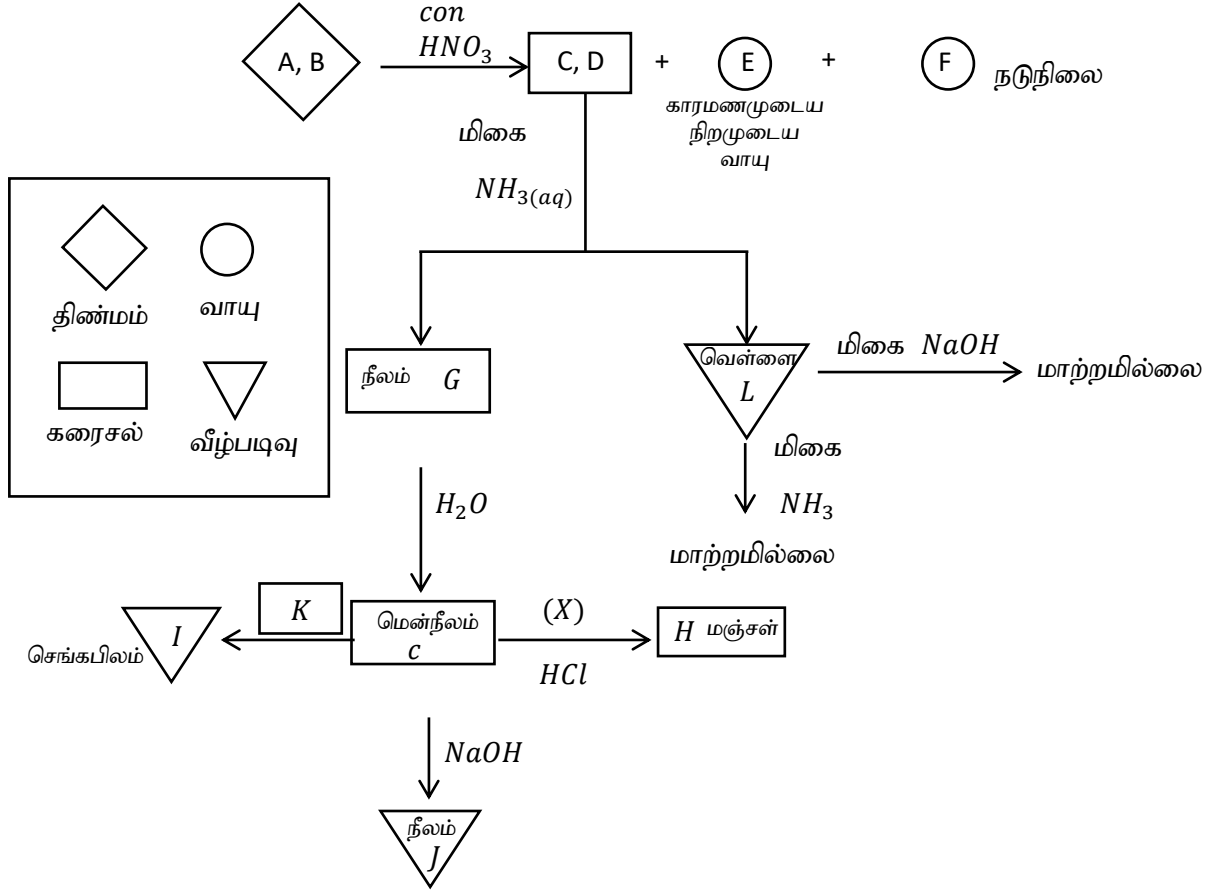 con
HNO₃
A, B
C, D
+
E
+
F
நடுநிலை
காரமணமுடைய
நிறமுடைய
வாயு
மிகை
NH₃₍aq₎
திண்மம்
வாயு
கரைசல்
வீழ்படிவு
நீலம் G
வெள்ளை
L
மிகை NaOH
மாற்றமில்லை
மிகை
NH₃
மாற்றமில்லை
H₂O
K
I
செங்கபிலம்
மென்நீலம்
c
(X)
HCl
H மஞ்சள்
NaOH
நீலம்
J